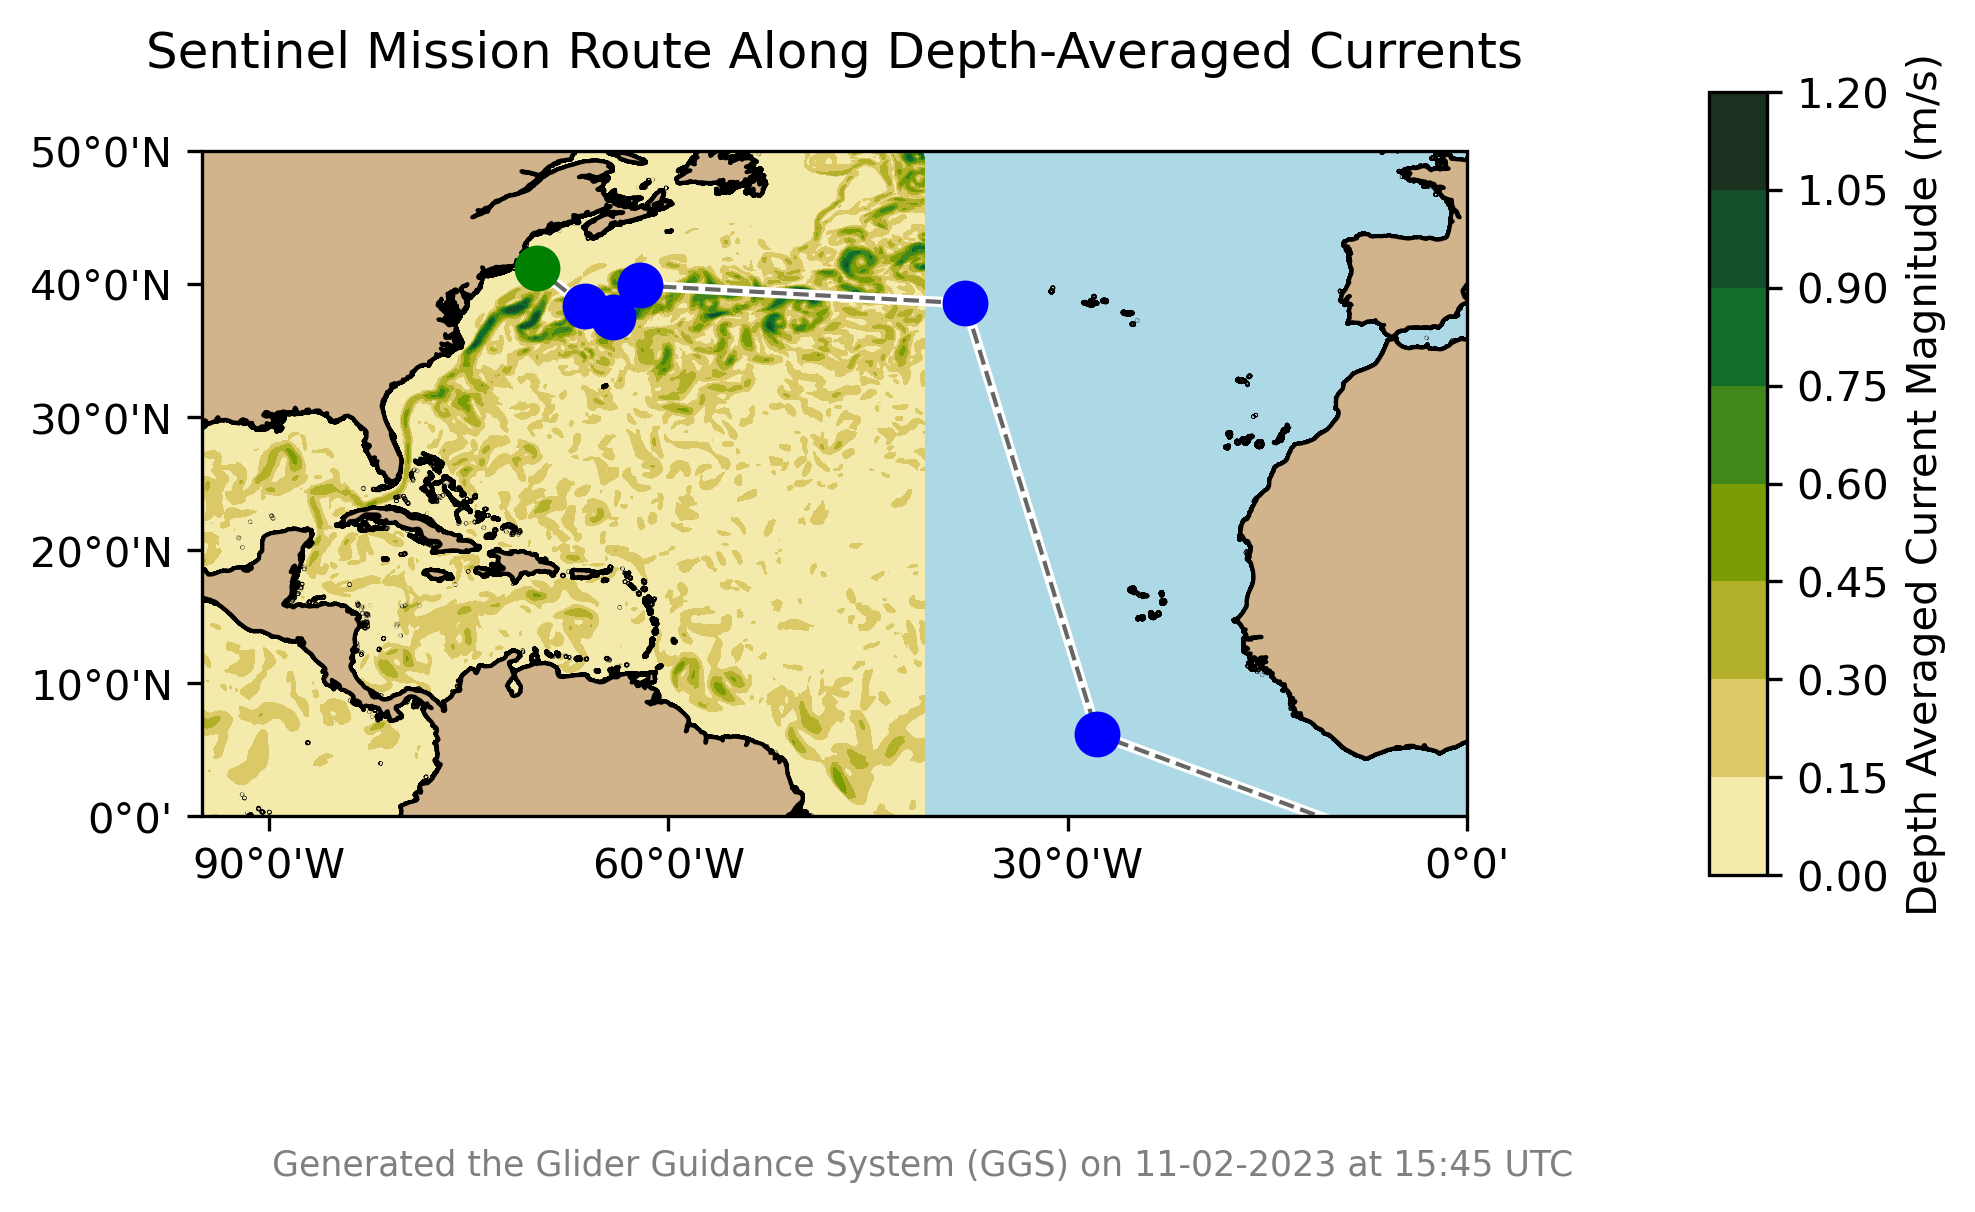 Sentinel Mission Route Along Depth-Averaged Currents
50°0'N
40°0'N
30°0'N
20°0'N
10°0'N
0°0'
90°0'W
60°0'W
30°0'W
0°0'
1.20
1.05
0.90
0.75
0.60
0.45
0.30
0.15
0.00
Depth Averaged Current Magnitude (m/s)
Generated the Glider Guidance System (GGS) on 11-02-2023 at 15:45 UTC